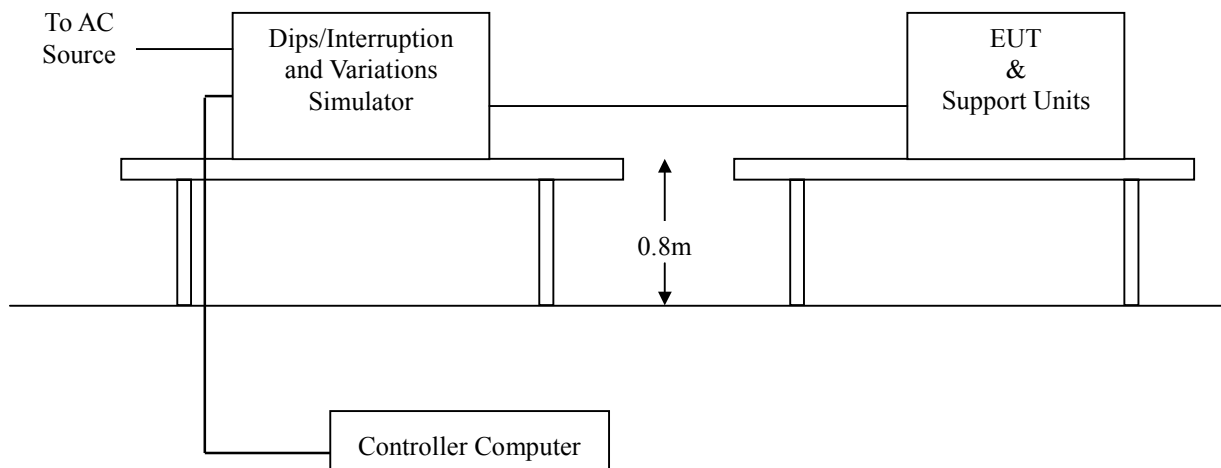 To AC
Source
Dips/Interruption
and Variations
Simulator
EUT
&
Support Units
0.8m
Controller Computer